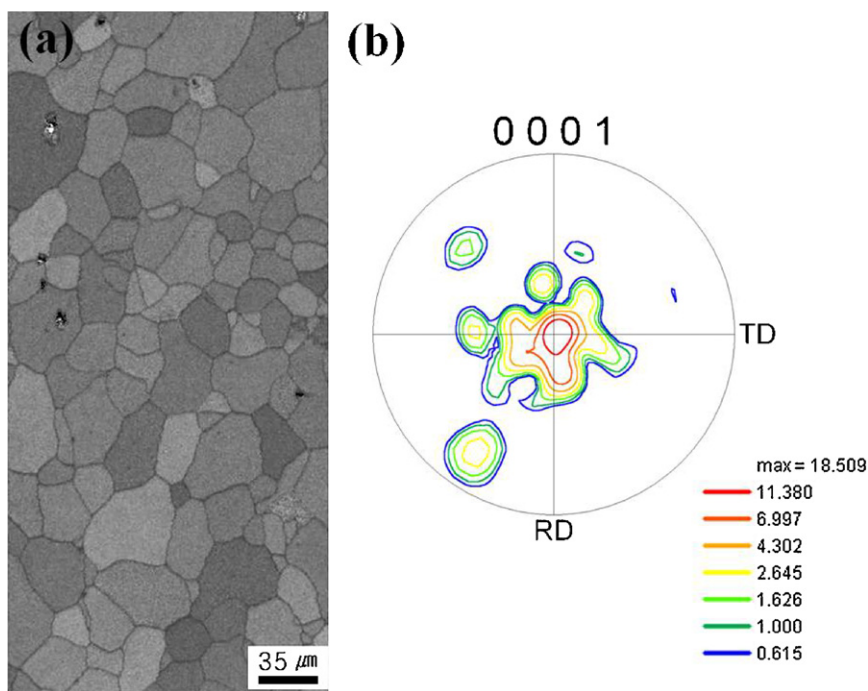 (a)
(b)
0 0 0 1
TD
RD
max = 18.509
11.380
6.997
4.302
2.645
1.626
1.000
0.615
35 ㎛